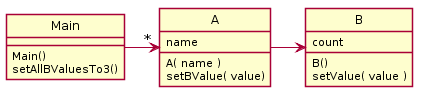 Main
Main()
setAllBValuesTo3()
*
A
name
A( name )
setBValue( value)
B
count
B()
setValue( value )